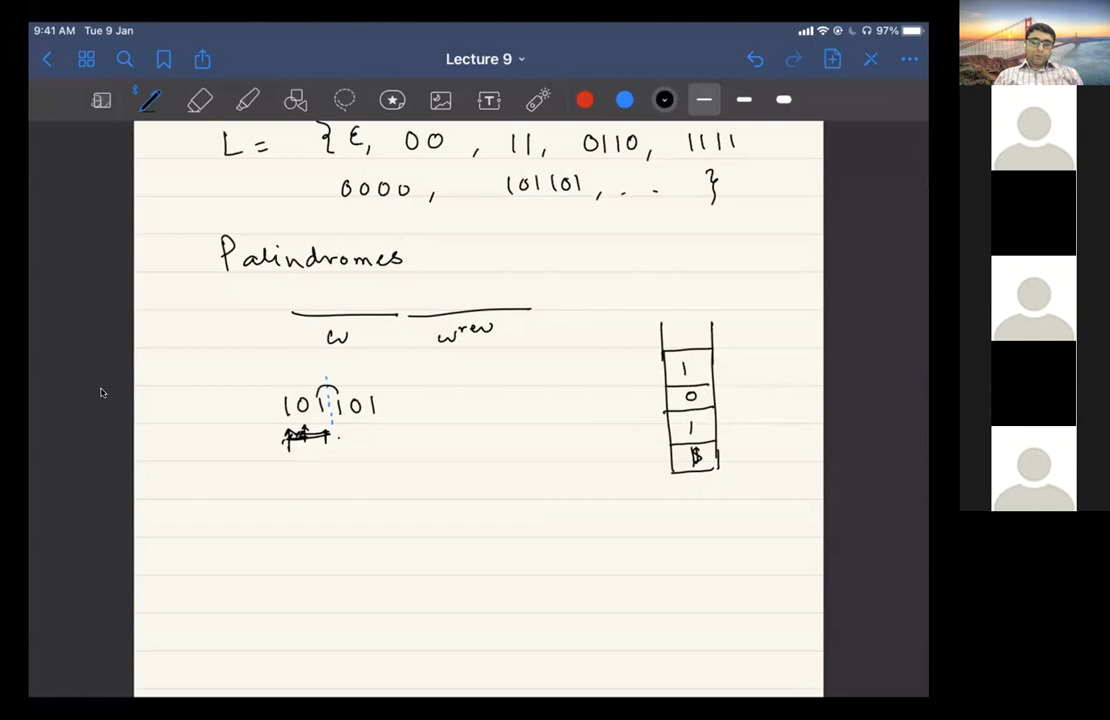 9:41 AM Tue 9 Jan
97%
Lecture 9
L = { ε, 00, 11, 0110, 1111
0000, 101101, . . }
Palindromes
w w^rev
101101
1
0
1
$